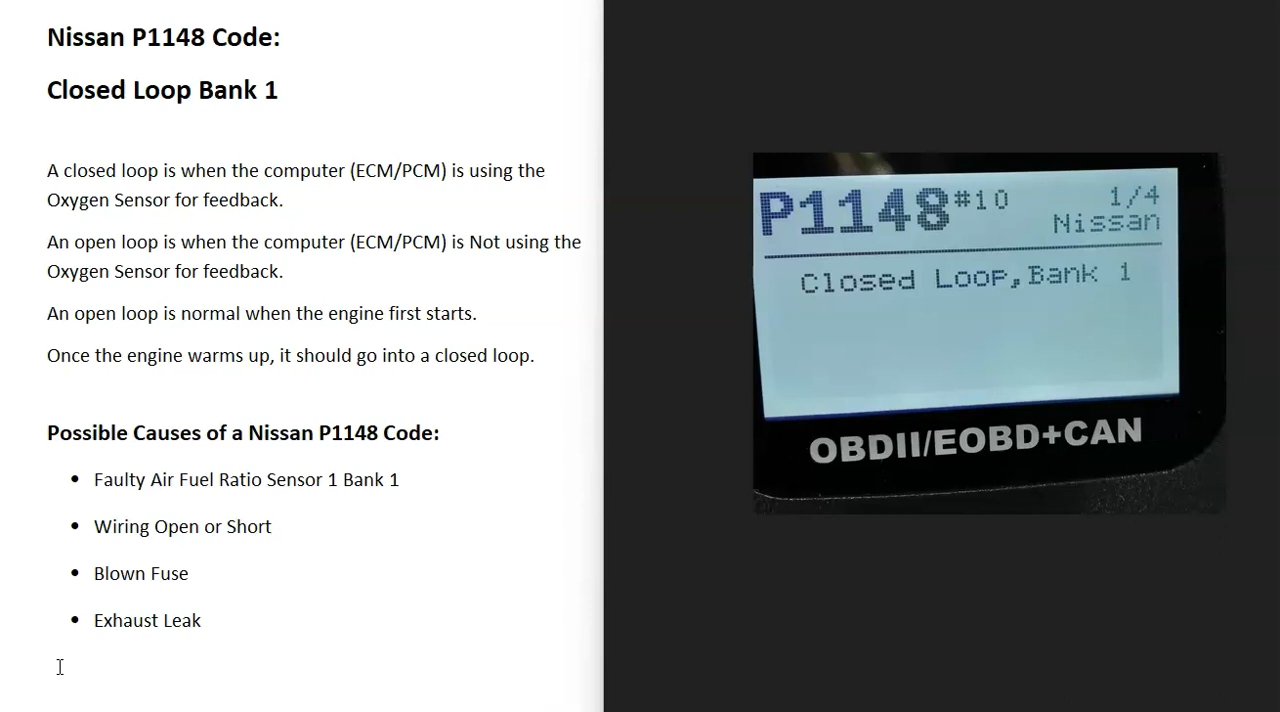 Nissan P1148 Code:
Closed Loop Bank 1
A closed loop is when the computer (ECM/PCM) is using the
Oxygen Sensor for feedback.
An open loop is when the computer (ECM/PCM) is Not using the
Oxygen Sensor for feedback.
An open loop is normal when the engine first starts.
Once the engine warms up, it should go into a closed loop.
Possible Causes of a Nissan P1148 Code:
• Faulty Air Fuel Ratio Sensor 1 Bank 1
• Wiring Open or Short
• Blown Fuse
• Exhaust Leak
P1148 #10 1/4
Nissan
Closed Loop, Bank 1
OBDII/EOBD+CAN